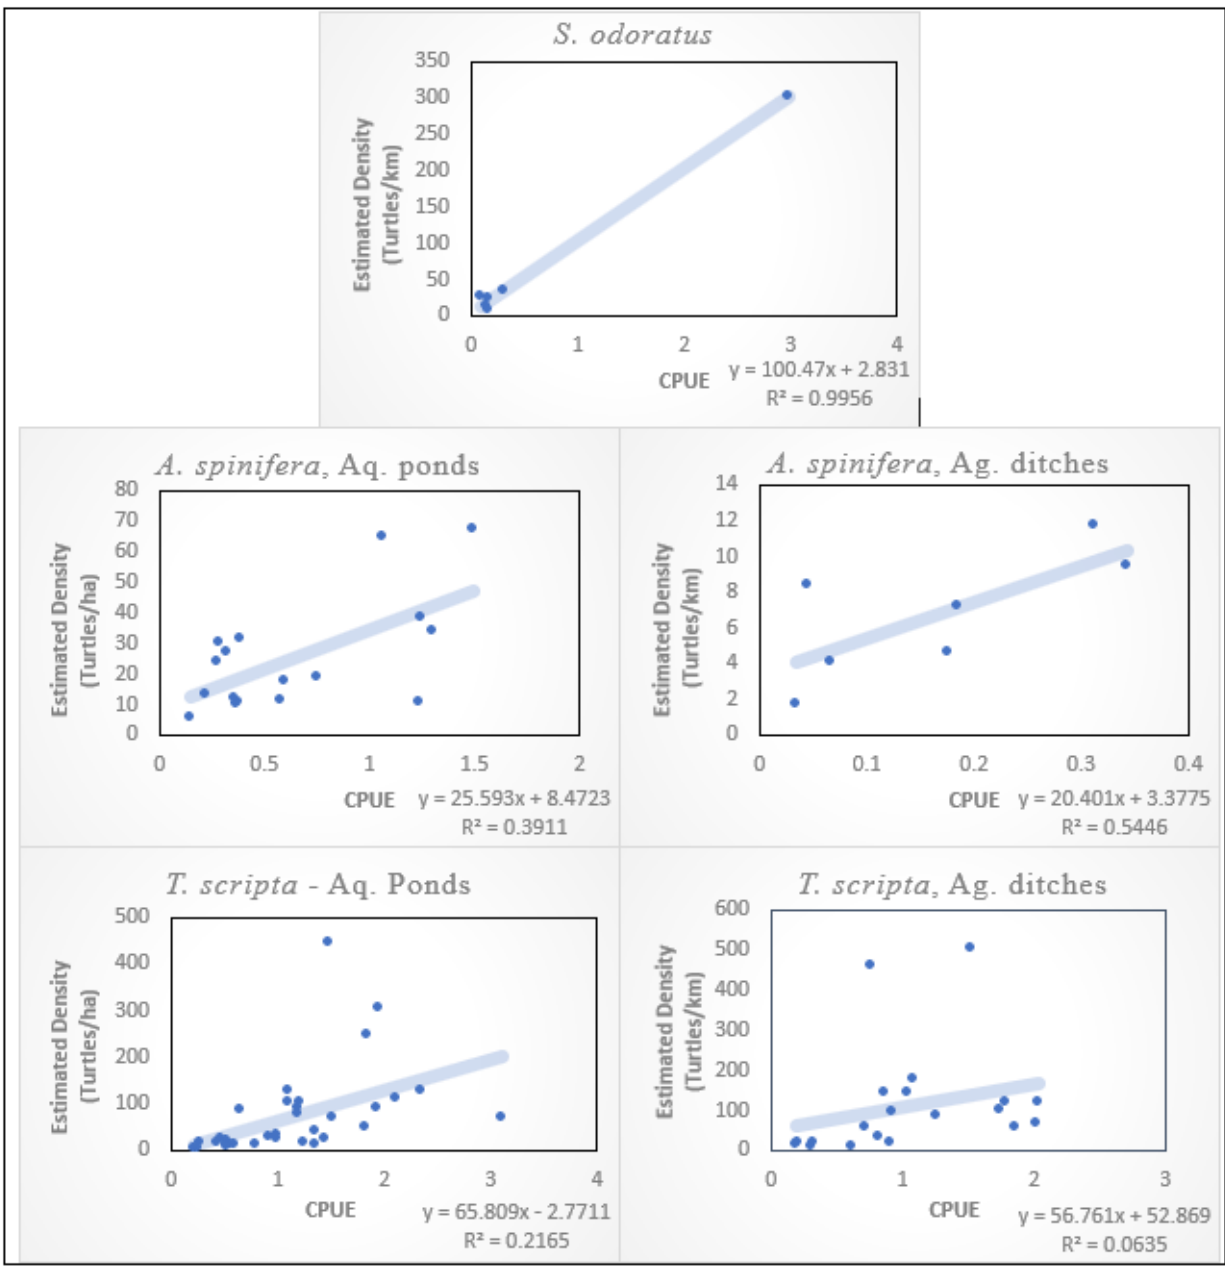 S. odoratus
350
300
250
200
150
100
50
0
Estimated Density
(Turtles/km)
0 1 2 3 4
CPUE
y = 100.47x + 2.831
R² = 0.9956
A. spinifera, Aq. ponds
80
70
60
50
40
30
20
10
0
Estimated Density
(Turtles/ha)
0 0.5 1 1.5 2
CPUE
y = 25.593x + 8.4723
R² = 0.3911
A. spinifera, Ag. ditches
14
12
10
8
6
4
2
0
Estimated Density
(Turtles/km)
0 0.1 0.2 0.3 0.4
CPUE
y = 20.401x + 3.3775
R² = 0.5446
T. scripta - Aq. Ponds
500
400
300
200
100
0
Estimated Density
(Turtles/ha)
0 1 2 3 4
CPUE
y = 65.809x - 2.7711
R² = 0.2165
T. scripta, Ag. ditches
600
500
400
300
200
100
0
Estimated Density
(Turtles/km)
0 1 2 3
CPUE
y = 56.761x + 52.869
R² = 0.0635